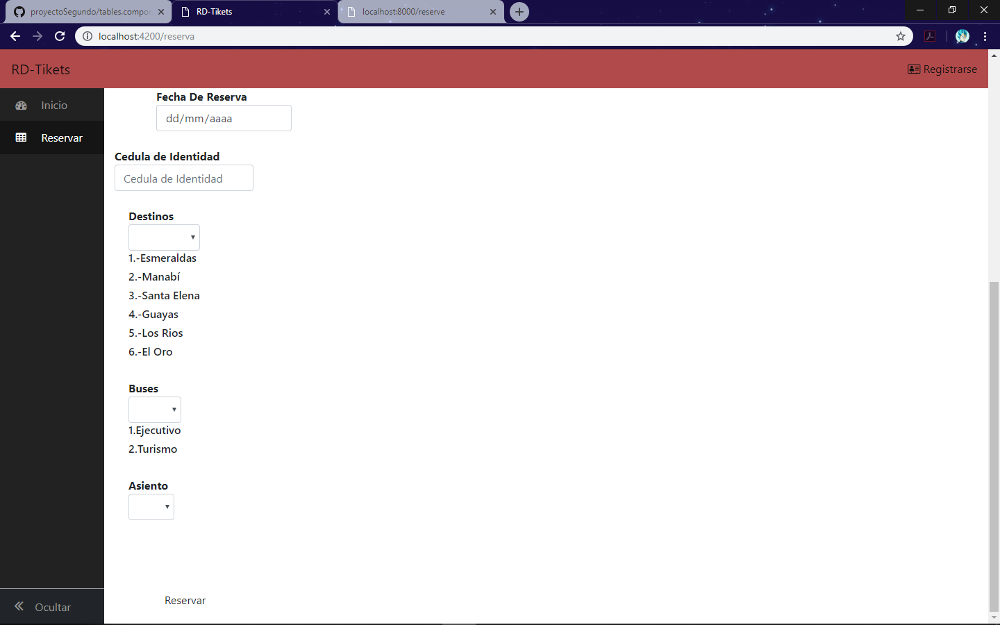 proyectoSegundo/tables.compor
RD-Tikets
localhost:8000/reserve
localhost:4200/reserva
RD-Tikets
Registrarse
Inicio
Reservar
Fecha De Reserva
dd/mm/aaaa
Cedula de Identidad
Cedula de Identidad
Destinos
1.-Esmeraldas
2.-Manabí
3.-Santa Elena
4.-Guayas
5.-Los Rios
6.-El Oro
Buses
1.Ejecutivo
2.Turismo
Asiento
Reservar
Ocultar